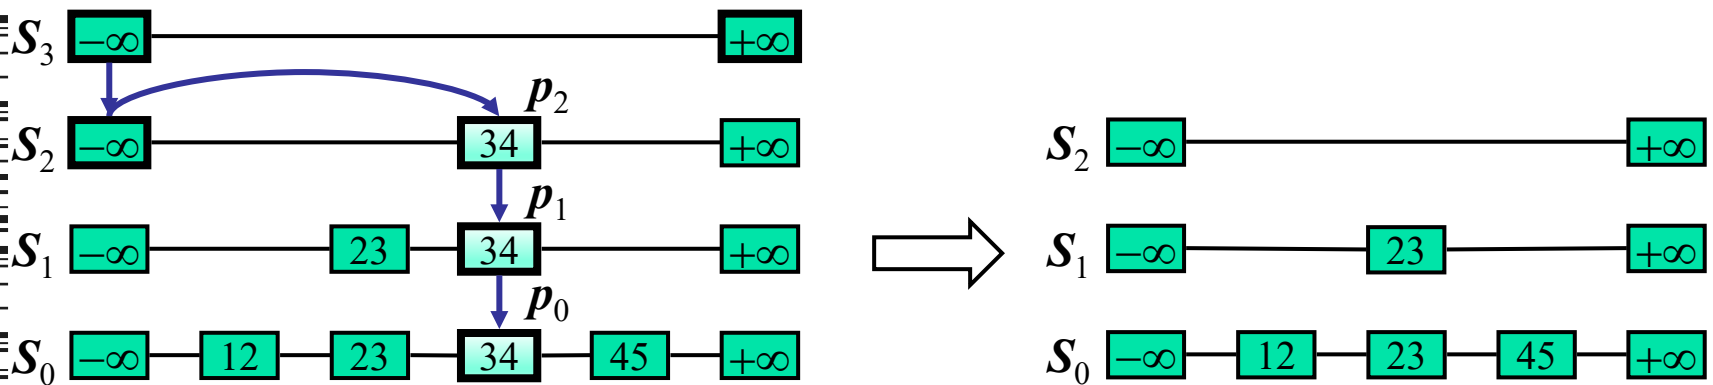 S3 −∞ +∞
p2
S2 −∞ 34 +∞ S2 −∞ +∞
p1
S1 −∞ 23 34 +∞ S1 −∞ 23 +∞
p0
S0 −∞ 12 23 34 45 +∞ S0 −∞ 12 23 45 +∞